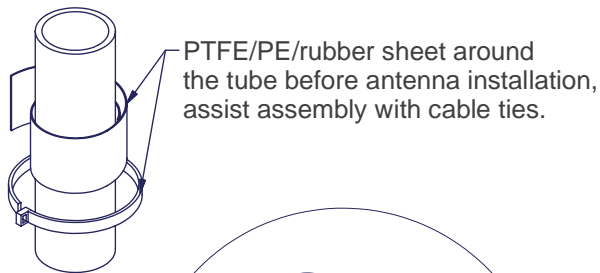 PTFE/PE/rubber sheet around
the tube before antenna installation,
assist assembly with cable ties.